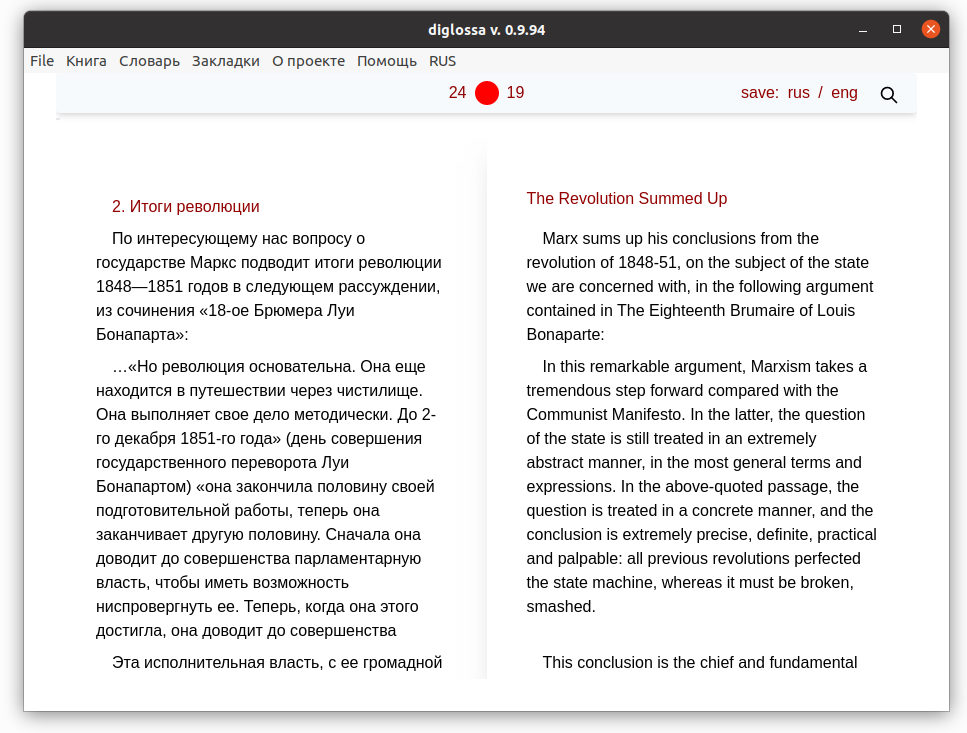 diglossa v. 0.9.94
File Книга Словарь Закладки О проекте Помощь RUS
24 19 save: rus / eng
2. Итоги революции
По интересующему нас вопросу о
государстве Маркс подводит итоги революции
1848—1851 годов в следующем рассуждении,
из сочинения «18-ое Брюмера Луи
Бонапарта»:
…«Но революция основательна. Она еще
находится в путешествии через чистилище.
Она выполняет свое дело методически. До 2-
го декабря 1851-го года» (день совершения
государственного переворота Луи
Бонапартом) «она закончила половину своей
подготовительной работы, теперь она
заканчивает другую половину. Сначала она
доводит до совершенства парламентарную
власть, чтобы иметь возможность
ниспровергнуть ее. Теперь, когда она этого
достигла, она доводит до совершенства
Эта исполнительная власть, с ее громадной
The Revolution Summed Up
Marx sums up his conclusions from the
revolution of 1848-51, on the subject of the state
we are concerned with, in the following argument
contained in The Eighteenth Brumaire of Louis
Bonaparte:
In this remarkable argument, Marxism takes a
tremendous step forward compared with the
Communist Manifesto. In the latter, the question
of the state is still treated in an extremely
abstract manner, in the most general terms and
expressions. In the above-quoted passage, the
question is treated in a concrete manner, and the
conclusion is extremely precise, definite, practical
and palpable: all previous revolutions perfected
the state machine, whereas it must be broken,
smashed.
This conclusion is the chief and fundamental